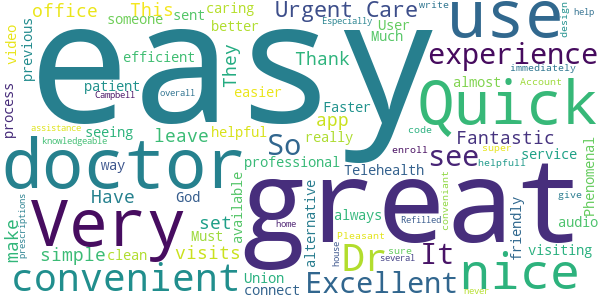 easy
great
use
Quick
doctor
Very
nice
convenient
Excellent
experience
Dr
see
It
So
Urgent Care
Fantastic
Thank
They
Have
leave
set
simple
visits
make
app
office
This
someone
sent
caring
better
User
Much
write
design
help
Especially
previous
efficient
easier
video
patient
Campbell
overall
Faster
almost
Account
immediately
process
assistance
knowledgeable
seeing
helpful
really
code
enroll
super
helpfull
service
professional
Telehealth
way
God
available
alternative
always
Refilled
home
house
Pleasant
sure
several
conveniant
friendly
Phenomenal
give
visiting
audio
never
prescriptions
Must
clean
Union
connect